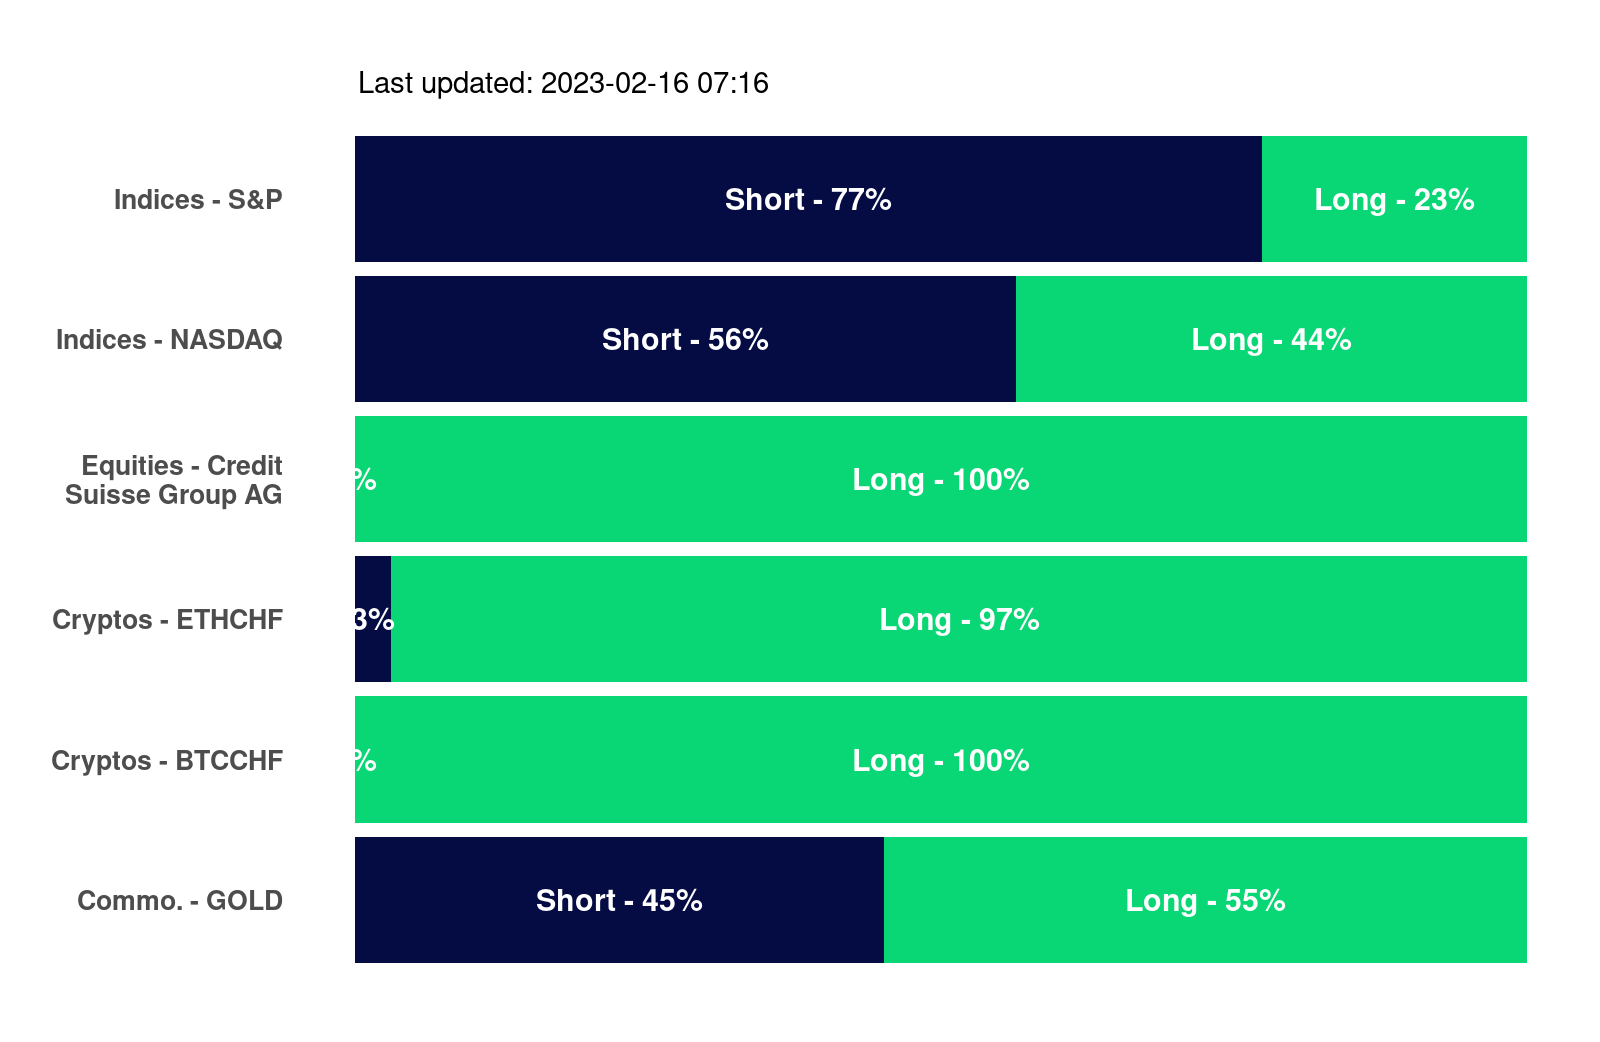 Last updated: 2023-02-16 07:16
Indices - S&P
Short - 77%
Long - 23%
Indices - NASDAQ
Short - 56%
Long - 44%
Equities - Credit
Suisse Group AG
%
Long - 100%
Cryptos - ETHCHF
3%
Long - 97%
Cryptos - BTCCHF
%
Long - 100%
Commo. - GOLD
Short - 45%
Long - 55%